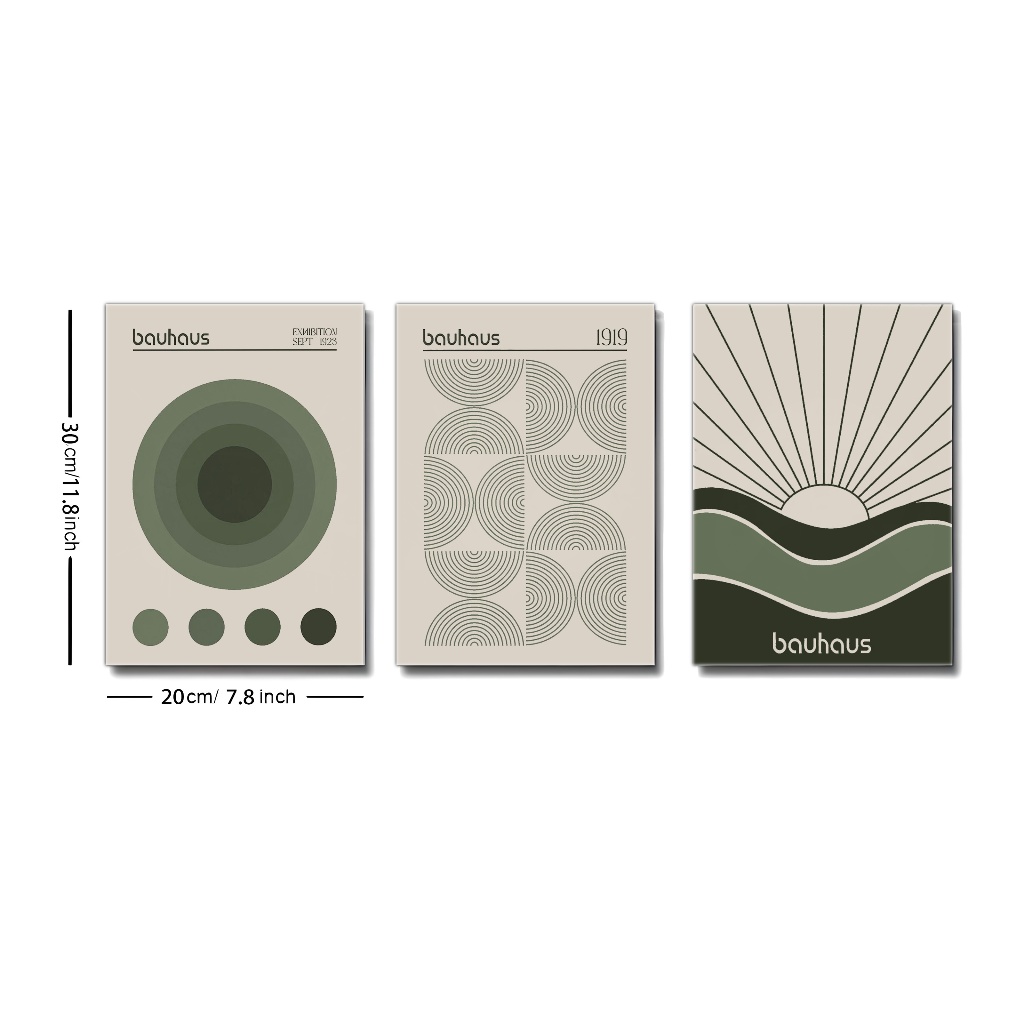 bauhaus
EXHIBITION
SEPT 1923
bauhaus 1919
bauhaus
30cm/11.8inch
20cm/ 7.8 inch